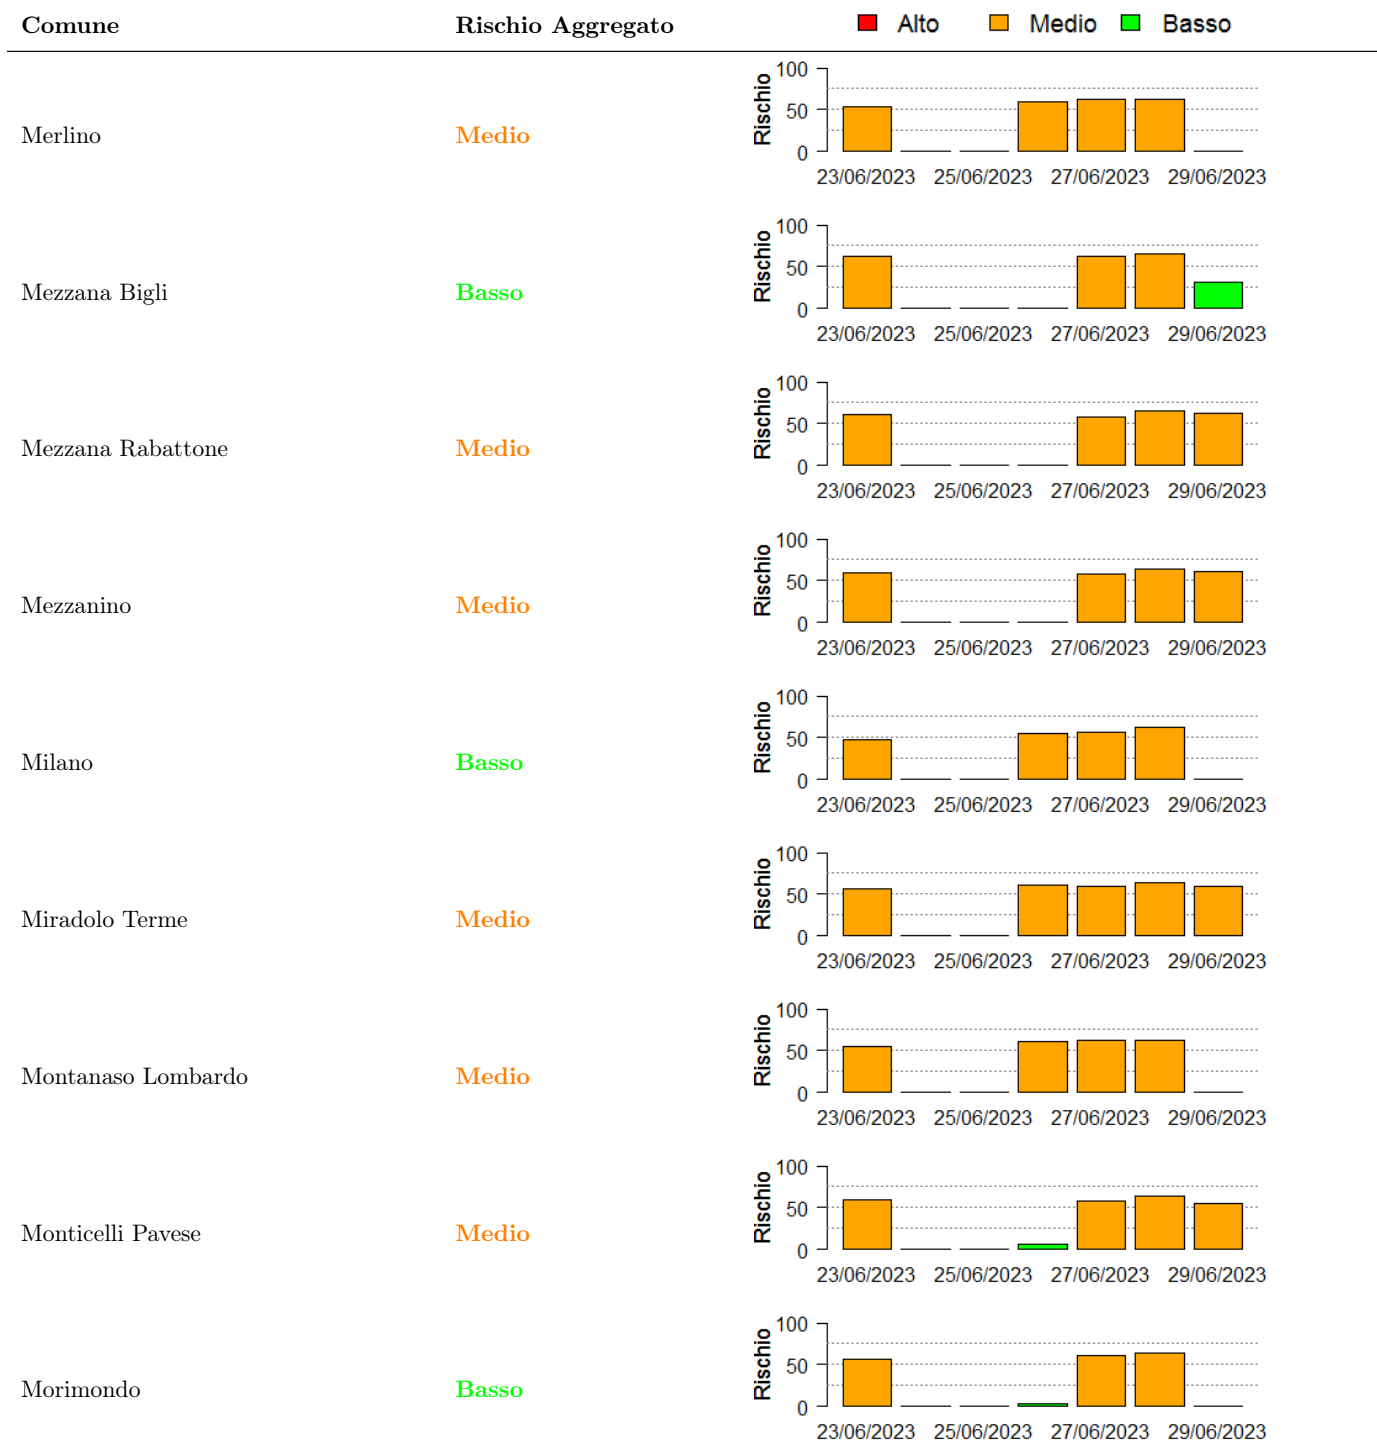 Comune Rischio Aggregato Alto Medio Basso
100
50
0
Rischio
Merlino Medio
23/06/2023 25/06/2023 27/06/2023 29/06/2023
100
50
0
Rischio
Mezzana Bigli Basso
23/06/2023 25/06/2023 27/06/2023 29/06/2023
100
50
0
Rischio
Mezzana Rabattone Medio
23/06/2023 25/06/2023 27/06/2023 29/06/2023
100
50
0
Rischio
Mezzanino Medio
23/06/2023 25/06/2023 27/06/2023 29/06/2023
100
50
0
Rischio
Milano Basso
23/06/2023 25/06/2023 27/06/2023 29/06/2023
100
50
0
Rischio
Miradolo Terme Medio
23/06/2023 25/06/2023 27/06/2023 29/06/2023
100
50
0
Rischio
Montanaso Lombardo Medio
23/06/2023 25/06/2023 27/06/2023 29/06/2023
100
50
0
Rischio
Monticelli Pavese Medio
23/06/2023 25/06/2023 27/06/2023 29/06/2023
100
50
0
Rischio
Morimondo Basso
23/06/2023 25/06/2023 27/06/2023 29/06/2023